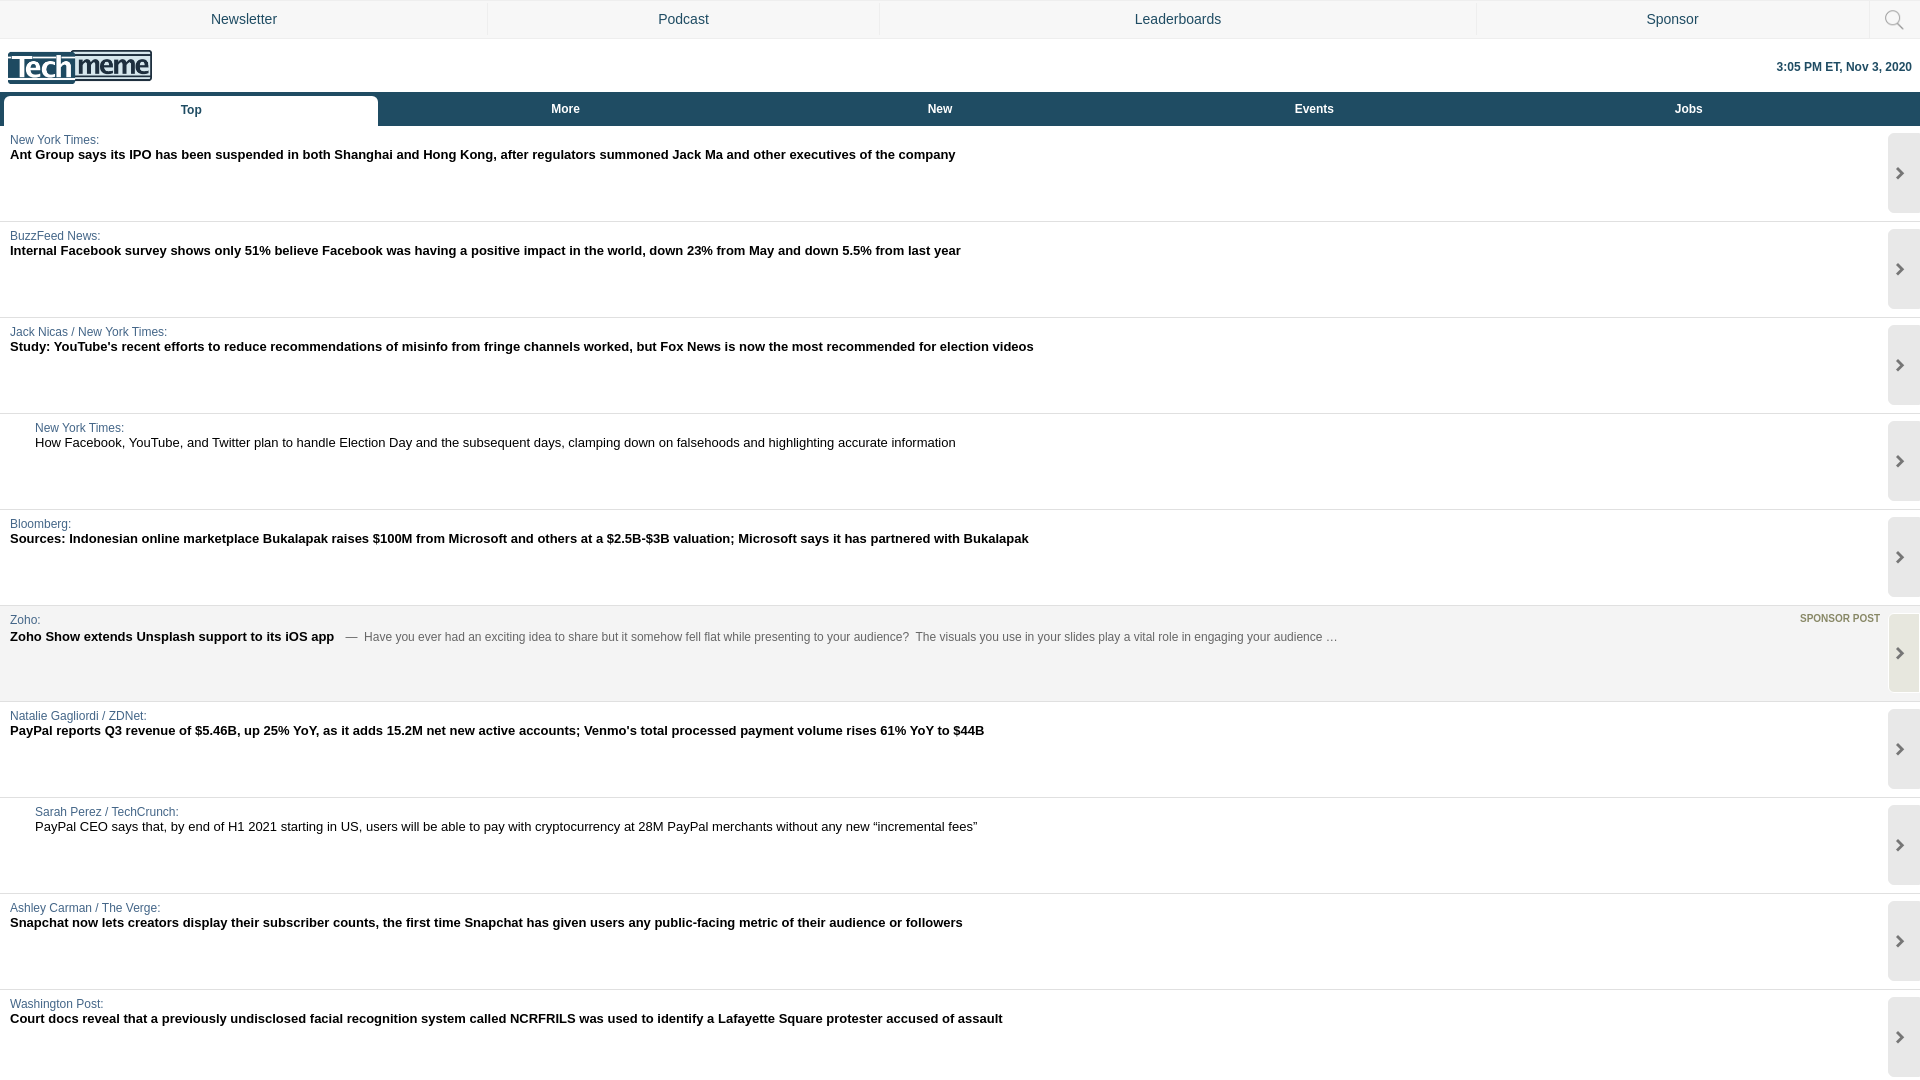 Newsletter
Podcast
Leaderboards
Sponsor
Techmeme
3:05 PM ET, Nov 3, 2020
Top
More
New
Events
Jobs
New York Times:
Ant Group says its IPO has been suspended in both Shanghai and Hong Kong, after regulators summoned Jack Ma and other executives of the company
BuzzFeed News:
Internal Facebook survey shows only 51% believe Facebook was having a positive impact in the world, down 23% from May and down 5.5% from last year
Jack Nicas / New York Times:
Study: YouTube's recent efforts to reduce recommendations of misinfo from fringe channels worked, but Fox News is now the most recommended for election videos
New York Times:
How Facebook, YouTube, and Twitter plan to handle Election Day and the subsequent days, clamping down on falsehoods and highlighting accurate information
Bloomberg:
Sources: Indonesian online marketplace Bukalapak raises $100M from Microsoft and others at a $2.5B-$3B valuation; Microsoft says it has partnered with Bukalapak
Zoho:
SPONSOR POST
Zoho Show extends Unsplash support to its iOS app — Have you ever had an exciting idea to share but it somehow fell flat while presenting to your audience? The visuals you use in your slides play a vital role in engaging your audience …
Natalie Gagliordi / ZDNet:
PayPal reports Q3 revenue of $5.46B, up 25% YoY, as it adds 15.2M net new active accounts; Venmo's total processed payment volume rises 61% YoY to $44B
Sarah Perez / TechCrunch:
PayPal CEO says that, by end of H1 2021 starting in US, users will be able to pay with cryptocurrency at 28M PayPal merchants without any new “incremental fees”
Ashley Carman / The Verge:
Snapchat now lets creators display their subscriber counts, the first time Snapchat has given users any public-facing metric of their audience or followers
Washington Post:
Court docs reveal that a previously undisclosed facial recognition system called NCRFRILS was used to identify a Lafayette Square protester accused of assault